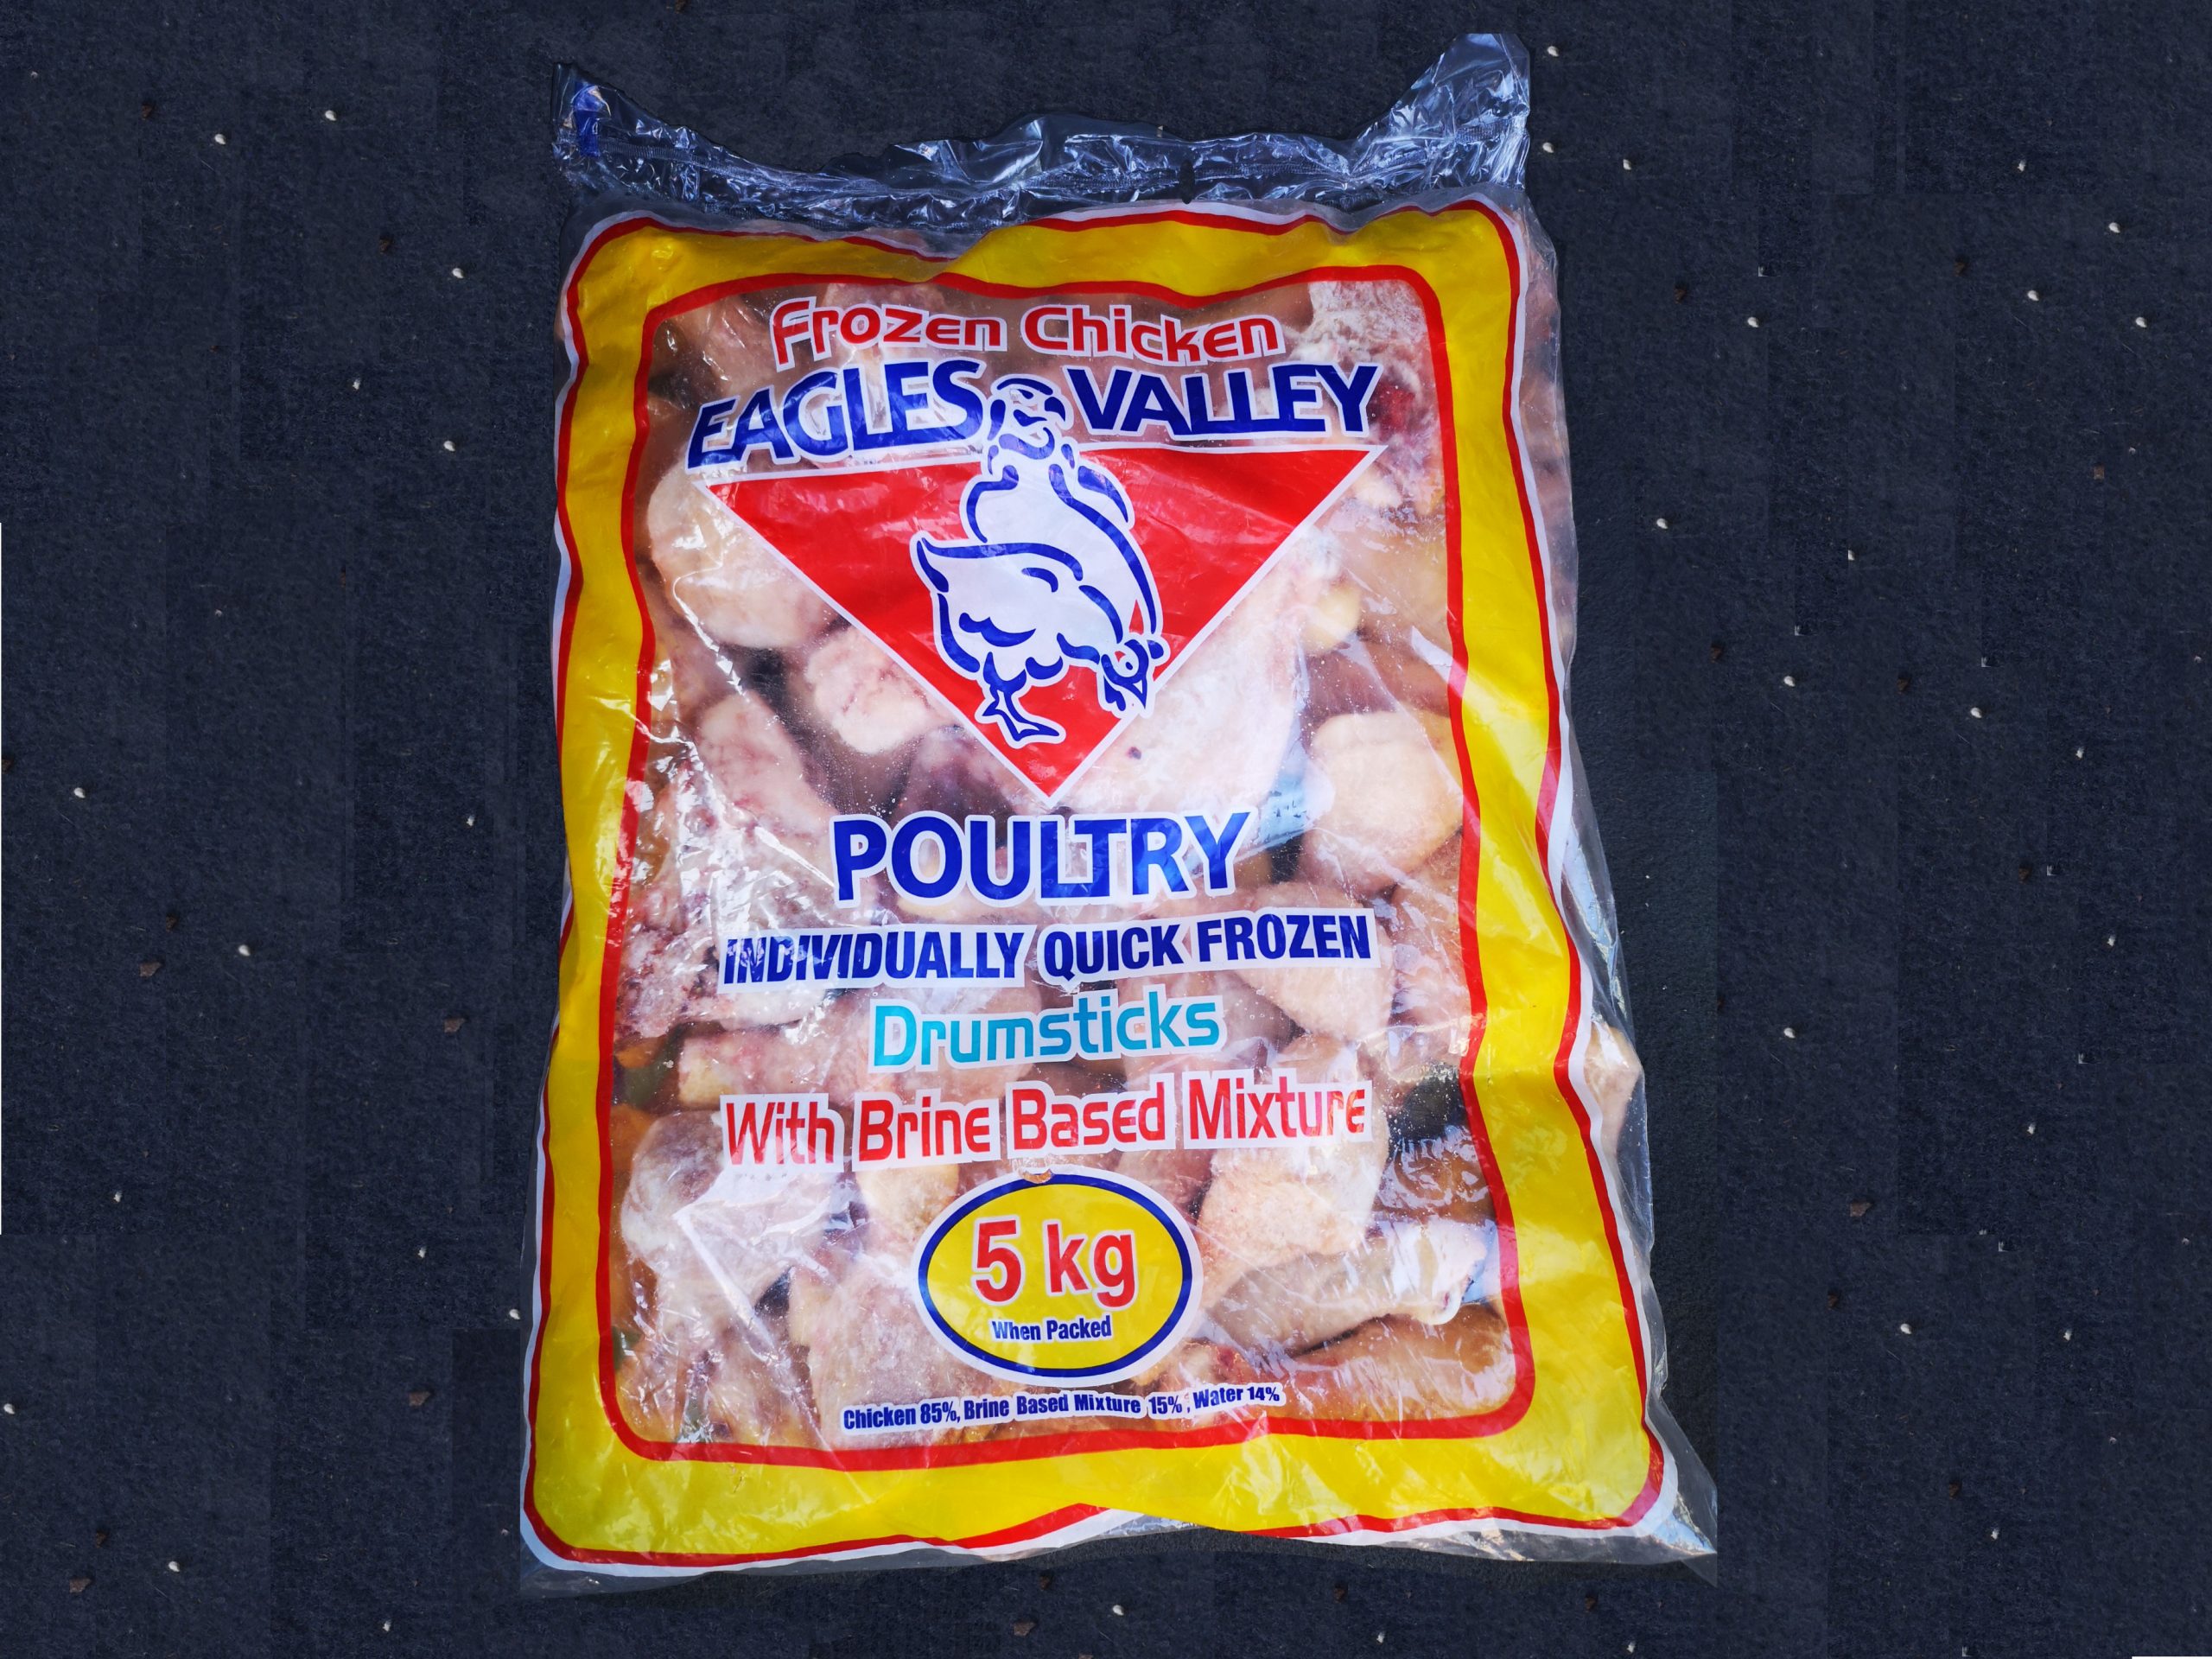 Frozen Chicken
EAGLES VALLEY
POULTRY
INDIVIDUALLY QUICK FROZEN
Drumsticks
With Brine Based Mixture
5 kg
When Packed
Chicken 85%, Brine Based Mixture 15%, Water 14%